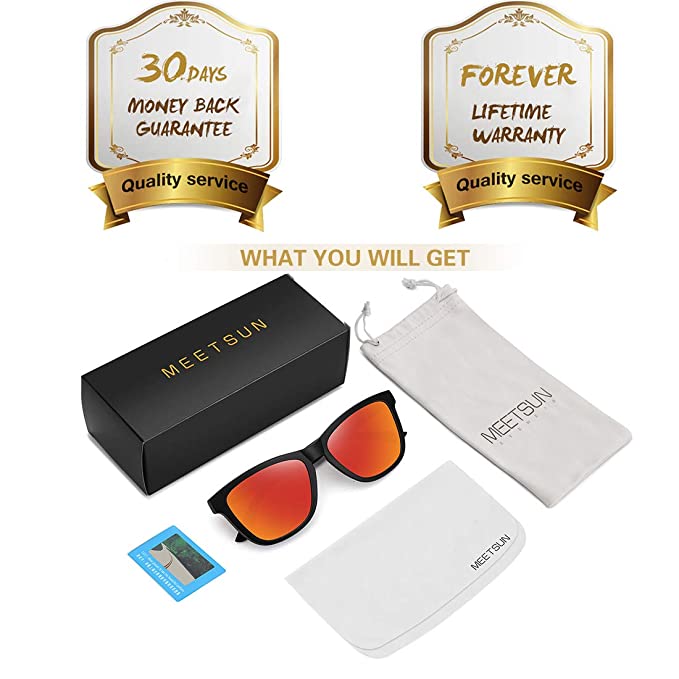 30DAYS
MONEY BACK
GUARANTEE
Quality service
FOREVER
LIFETIME
WARRANTY
Quality service
WHAT YOU WILL GET
MEETSUN
MEETSUN
MEETSUN